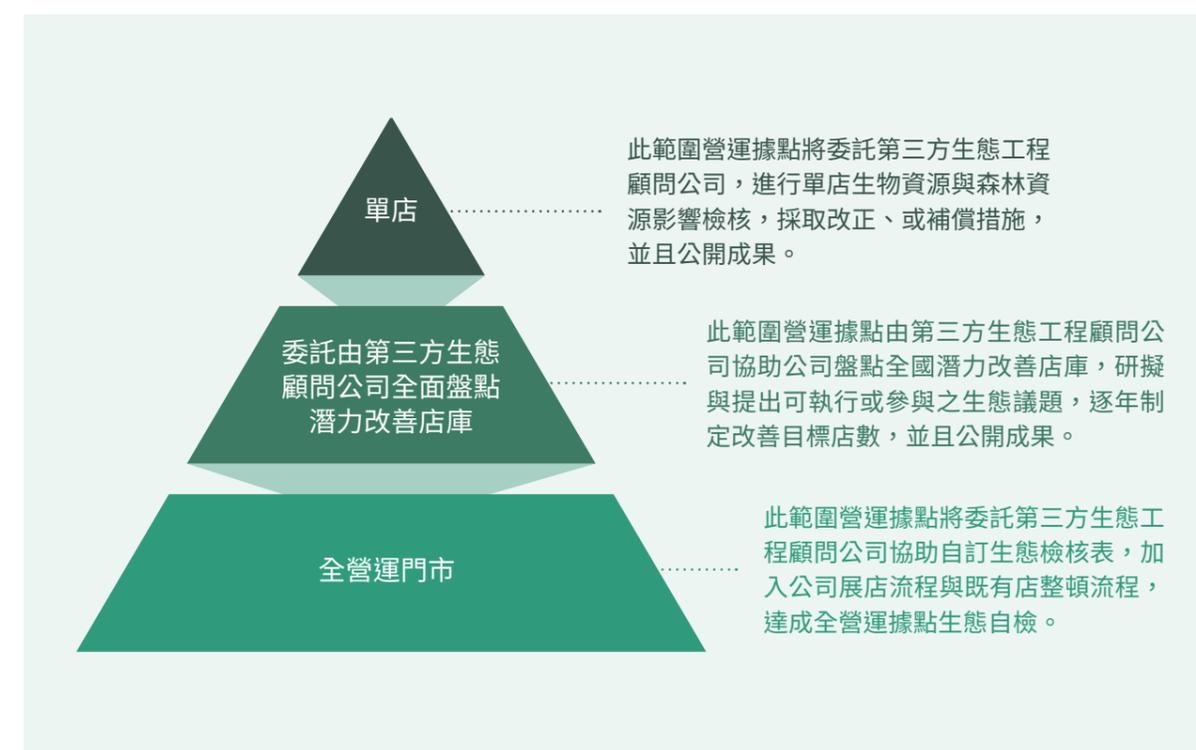 單店
此範圍營運據點將委託第三方生態工程
顧問公司，進行單店生物資源與森林資
源影響檢核，採取改正、或補償措施，
並且公開成果。
委託由第三方生態
顧問公司全面盤點
潛力改善店庫
此範圍營運據點由第三方生態工程顧問公
司協助公司盤點全國潛力改善店庫，研擬
與提出可執行或參與之生態議題，逐年制
定改善目標店數，並且公開成果。
全營運門市
此範圍營運據點將委託第三方生態工
程顧問公司協助自訂生態檢核表，加
入公司展店流程與既有店整頓流程，
達成全營運據點生態自檢。